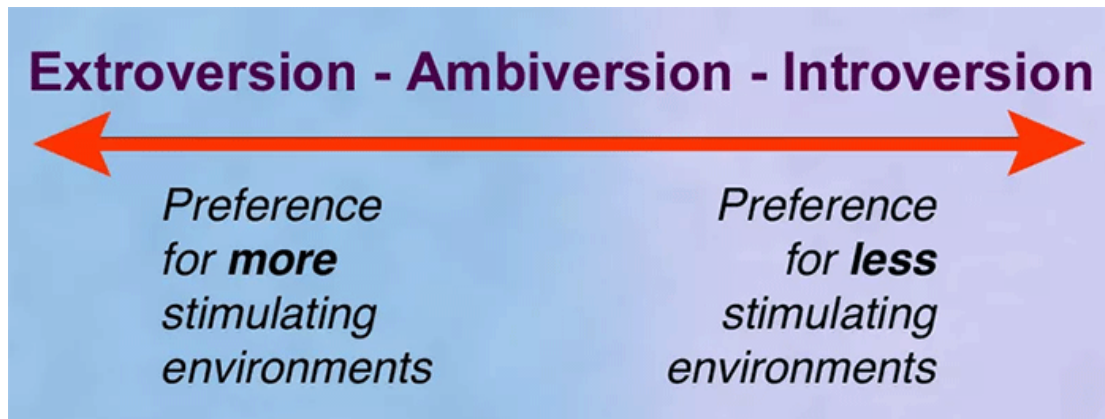 Extroversion - Ambiversion - Introversion
Preference
for more
stimulating
environments
Preference
for less
stimulating
environments